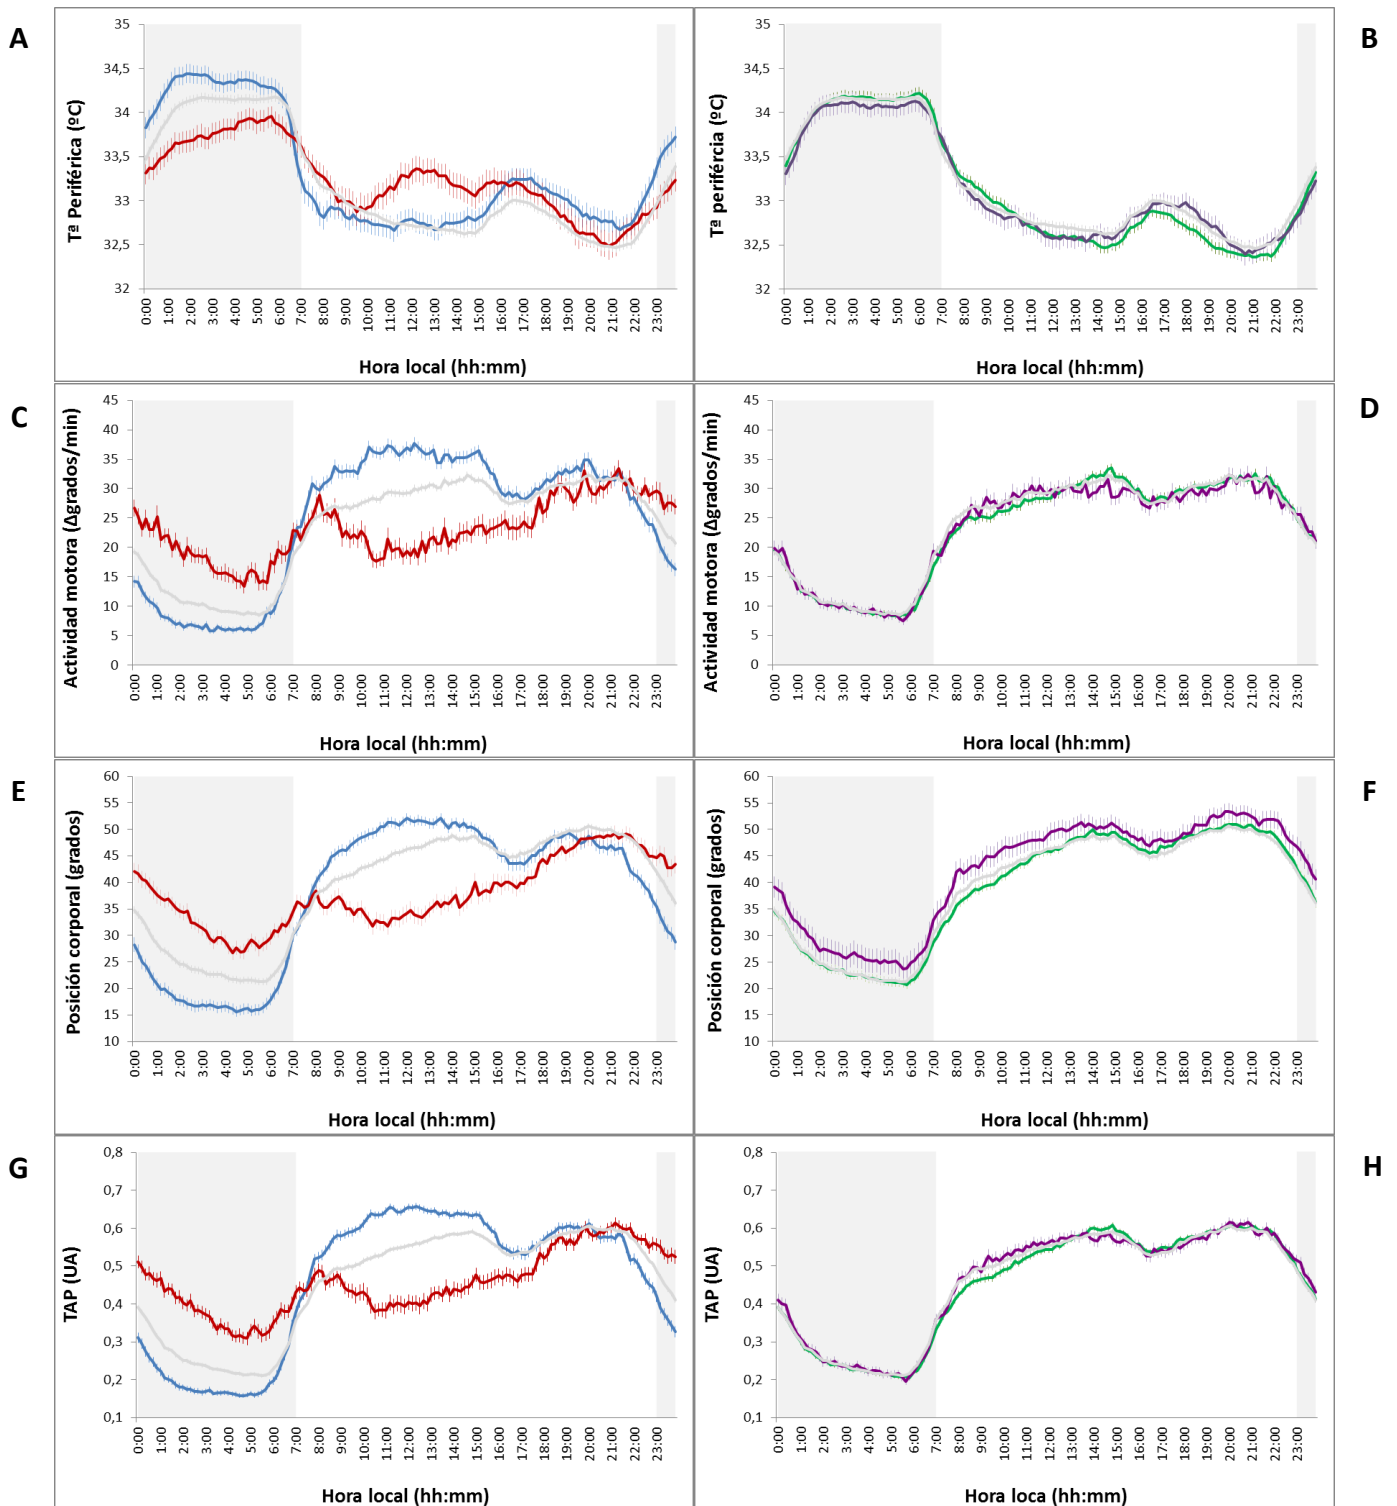 A
B
35
34,5
34
33,5
33
32,5
32
Tª Periférica (ºC)
0:00 1:00 2:00 3:00 4:00 5:00 6:00 7:00 8:00 9:00 10:00 11:00 12:00 13:00 14:00 15:00 16:00 17:00 18:00 19:00 20:00 21:00 22:00 23:00
Hora local (hh:mm)
35
34,5
34
33,5
33
32,5
32
Tª perifércia (ºC)
0:00 1:00 2:00 3:00 4:00 5:00 6:00 7:00 8:00 9:00 10:00 11:00 12:00 13:00 14:00 15:00 16:00 17:00 18:00 19:00 20:00 21:00 22:00 23:00
Hora local (hh:mm)
C
D
45
40
35
30
25
20
15
10
5
0
Actividad motora (Δgrados/min)
0:00 1:00 2:00 3:00 4:00 5:00 6:00 7:00 8:00 9:00 10:00 11:00 12:00 13:00 14:00 15:00 16:00 17:00 18:00 19:00 20:00 21:00 22:00 23:00
Hora local (hh:mm)
45
40
35
30
25
20
15
10
5
0
Actividad motora (Δgrados/min)
0:00 1:00 2:00 3:00 4:00 5:00 6:00 7:00 8:00 9:00 10:00 11:00 12:00 13:00 14:00 15:00 16:00 17:00 18:00 19:00 20:00 21:00 22:00 23:00
Hora local (hh:mm)
E
F
60
55
50
45
40
35
30
25
20
15
10
Posición corporal (grados)
0:00 1:00 2:00 3:00 4:00 5:00 6:00 7:00 8:00 9:00 10:00 11:00 12:00 13:00 14:00 15:00 16:00 17:00 18:00 19:00 20:00 21:00 22:00 23:00
Hora local (hh:mm)
60
55
50
45
40
35
30
25
20
15
10
Posición corporal (grados)
0:00 1:00 2:00 3:00 4:00 5:00 6:00 7:00 8:00 9:00 10:00 11:00 12:00 13:00 14:00 15:00 16:00 17:00 18:00 19:00 20:00 21:00 22:00 23:00
Hora local (hh:mm)
G
H
0,8
0,7
0,6
0,5
0,4
0,3
0,2
0,1
TAP (UA)
0:00 1:00 2:00 3:00 4:00 5:00 6:00 7:00 8:00 9:00 10:00 11:00 12:00 13:00 14:00 15:00 16:00 17:00 18:00 19:00 20:00 21:00 22:00 23:00
Hora local (hh:mm)
0,8
0,7
0,6
0,5
0,4
0,3
0,2
0,1
TAP (UA)
0:00 1:00 2:00 3:00 4:00 5:00 6:00 7:00 8:00 9:00 10:00 11:00 12:00 13:00 14:00 15:00 16:00 17:00 18:00 19:00 20:00 21:00 22:00 23:00
Hora loca (hh:mm)